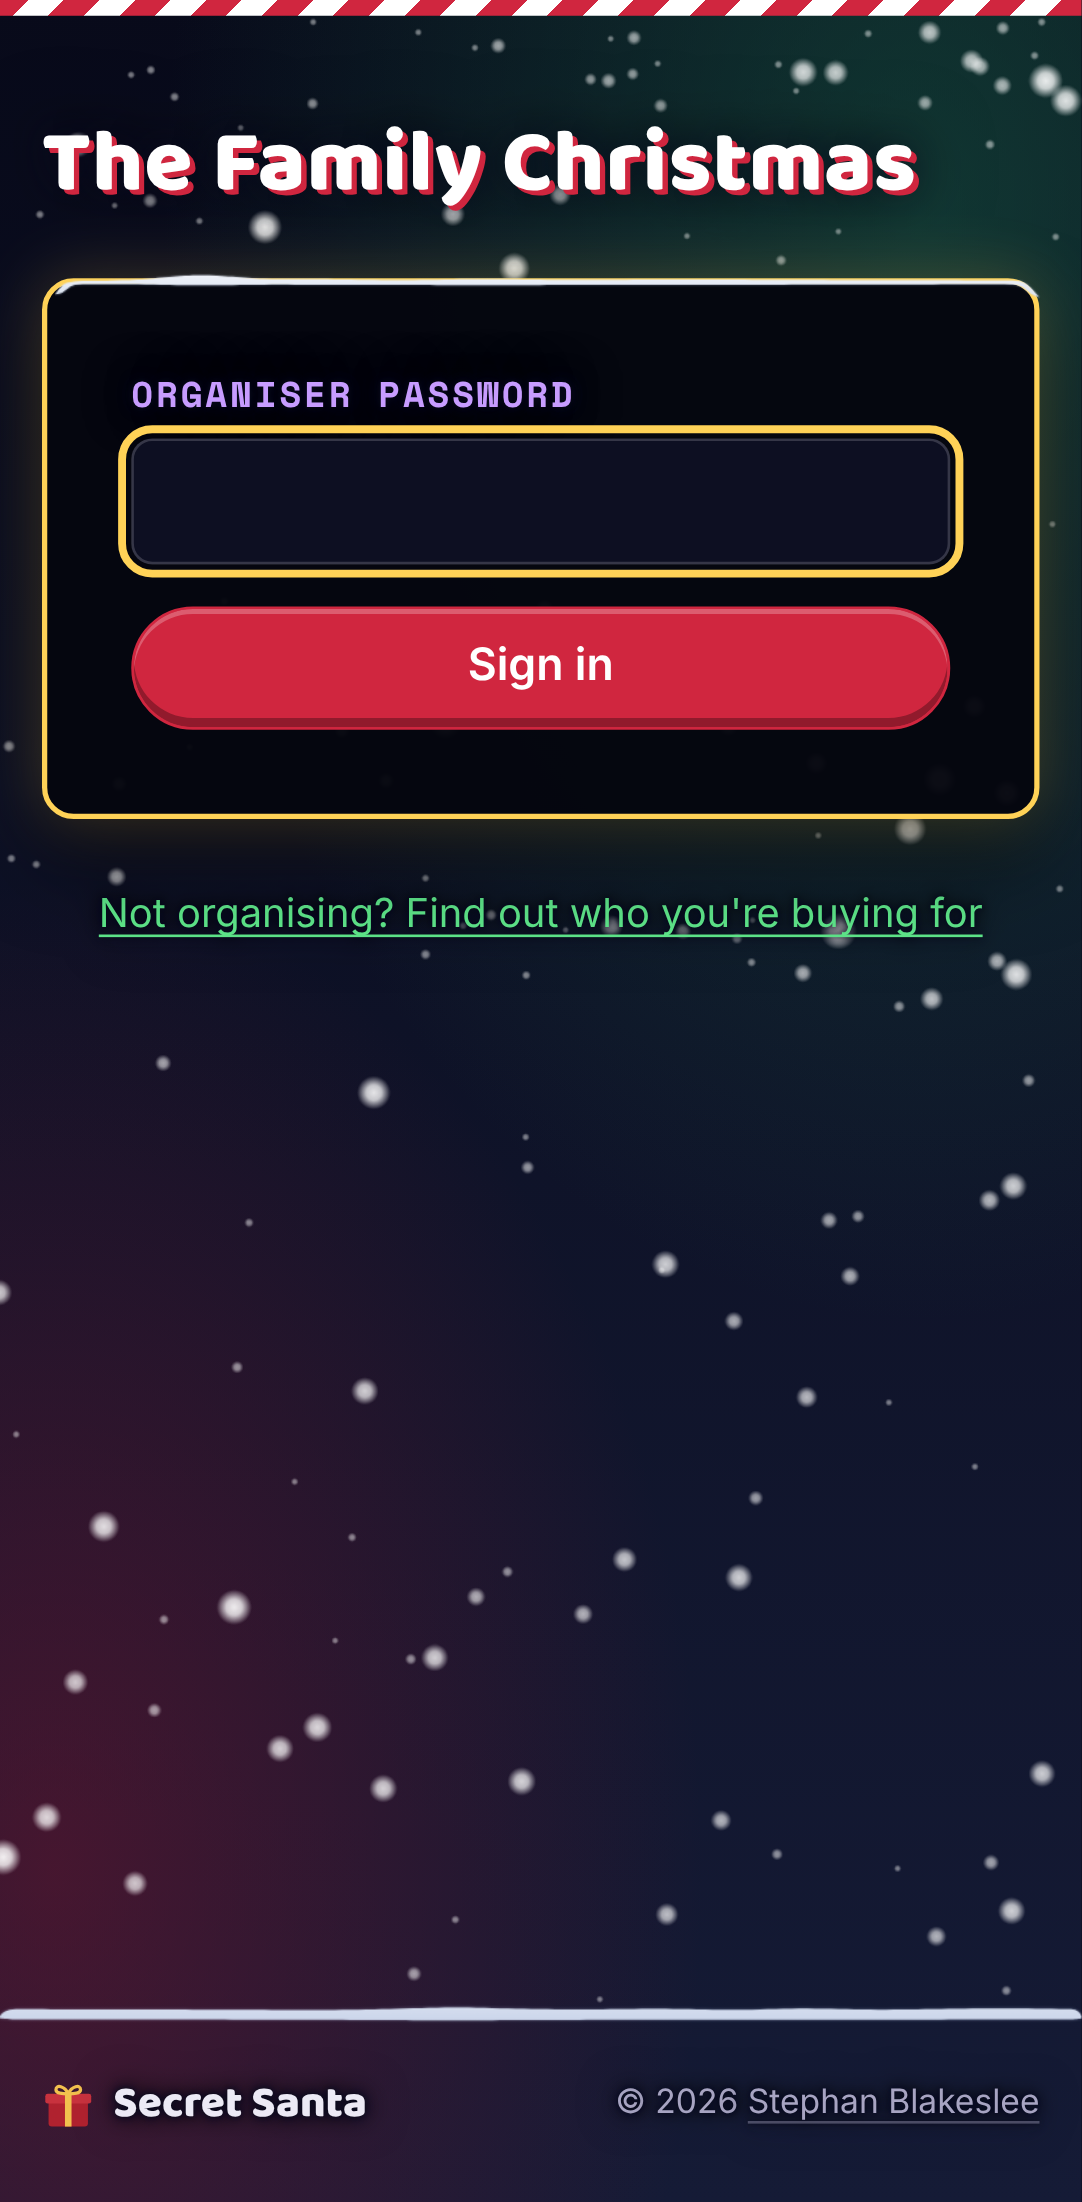 The Family Christmas
ORGANISER PASSWORD
Sign in
Not organising? Find out who you're buying for
Secret Santa
© 2026 Stephan Blakeslee